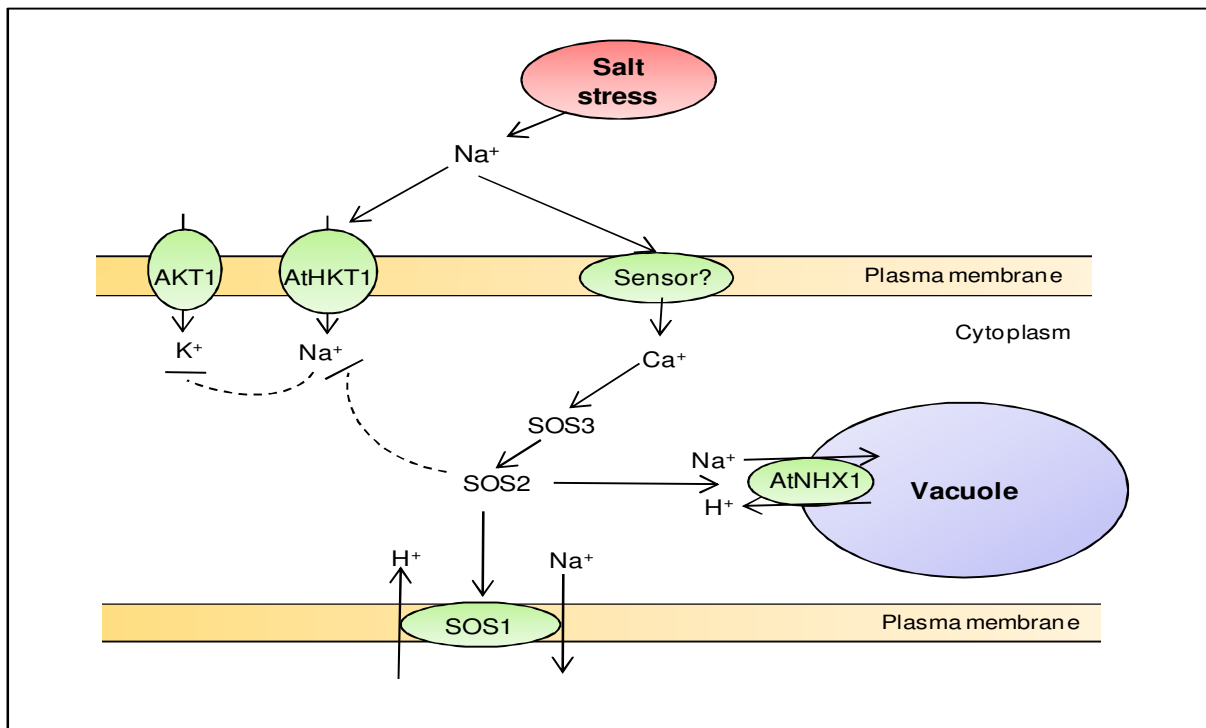 Salt
stress
Na⁺
AKT1
AtHKT1
Sensor?
Plasma membrane
Cytoplasm
K⁺
Na⁺
Ca⁺
SOS3
SOS2
Na⁺
H⁺
AtNHX1
Vacuole
H⁺
Na⁺
SOS1
Plasma membrane